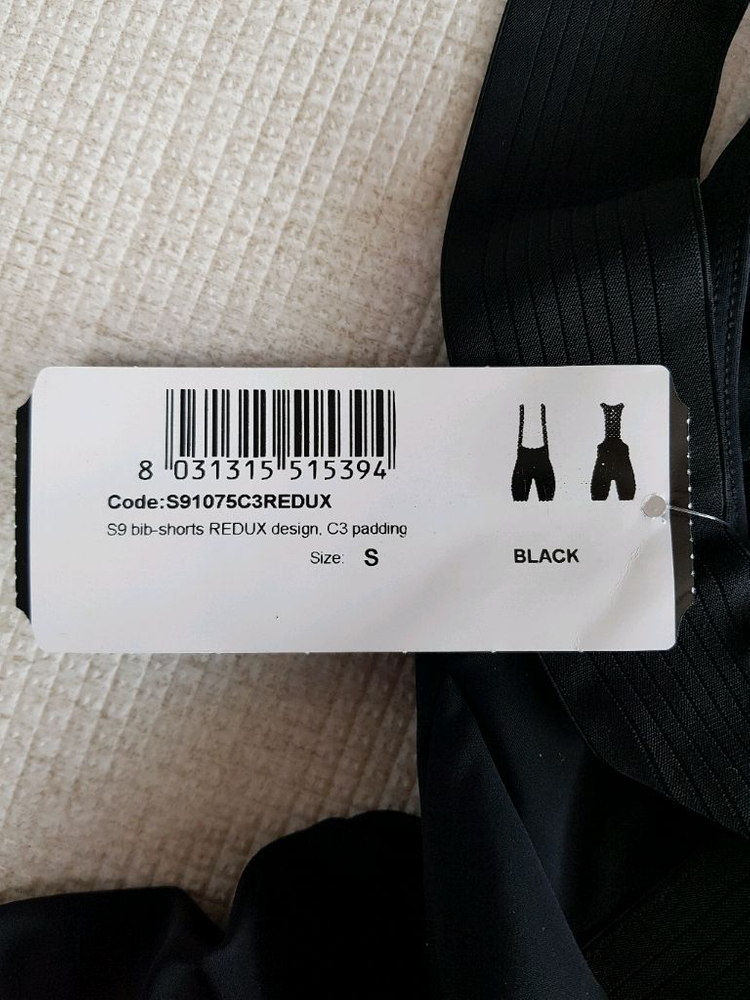 8 031315 515394
Code:S91075C3REDUX
S9 bib-shorts REDUX design, C3 padding
Size: S
BLACK